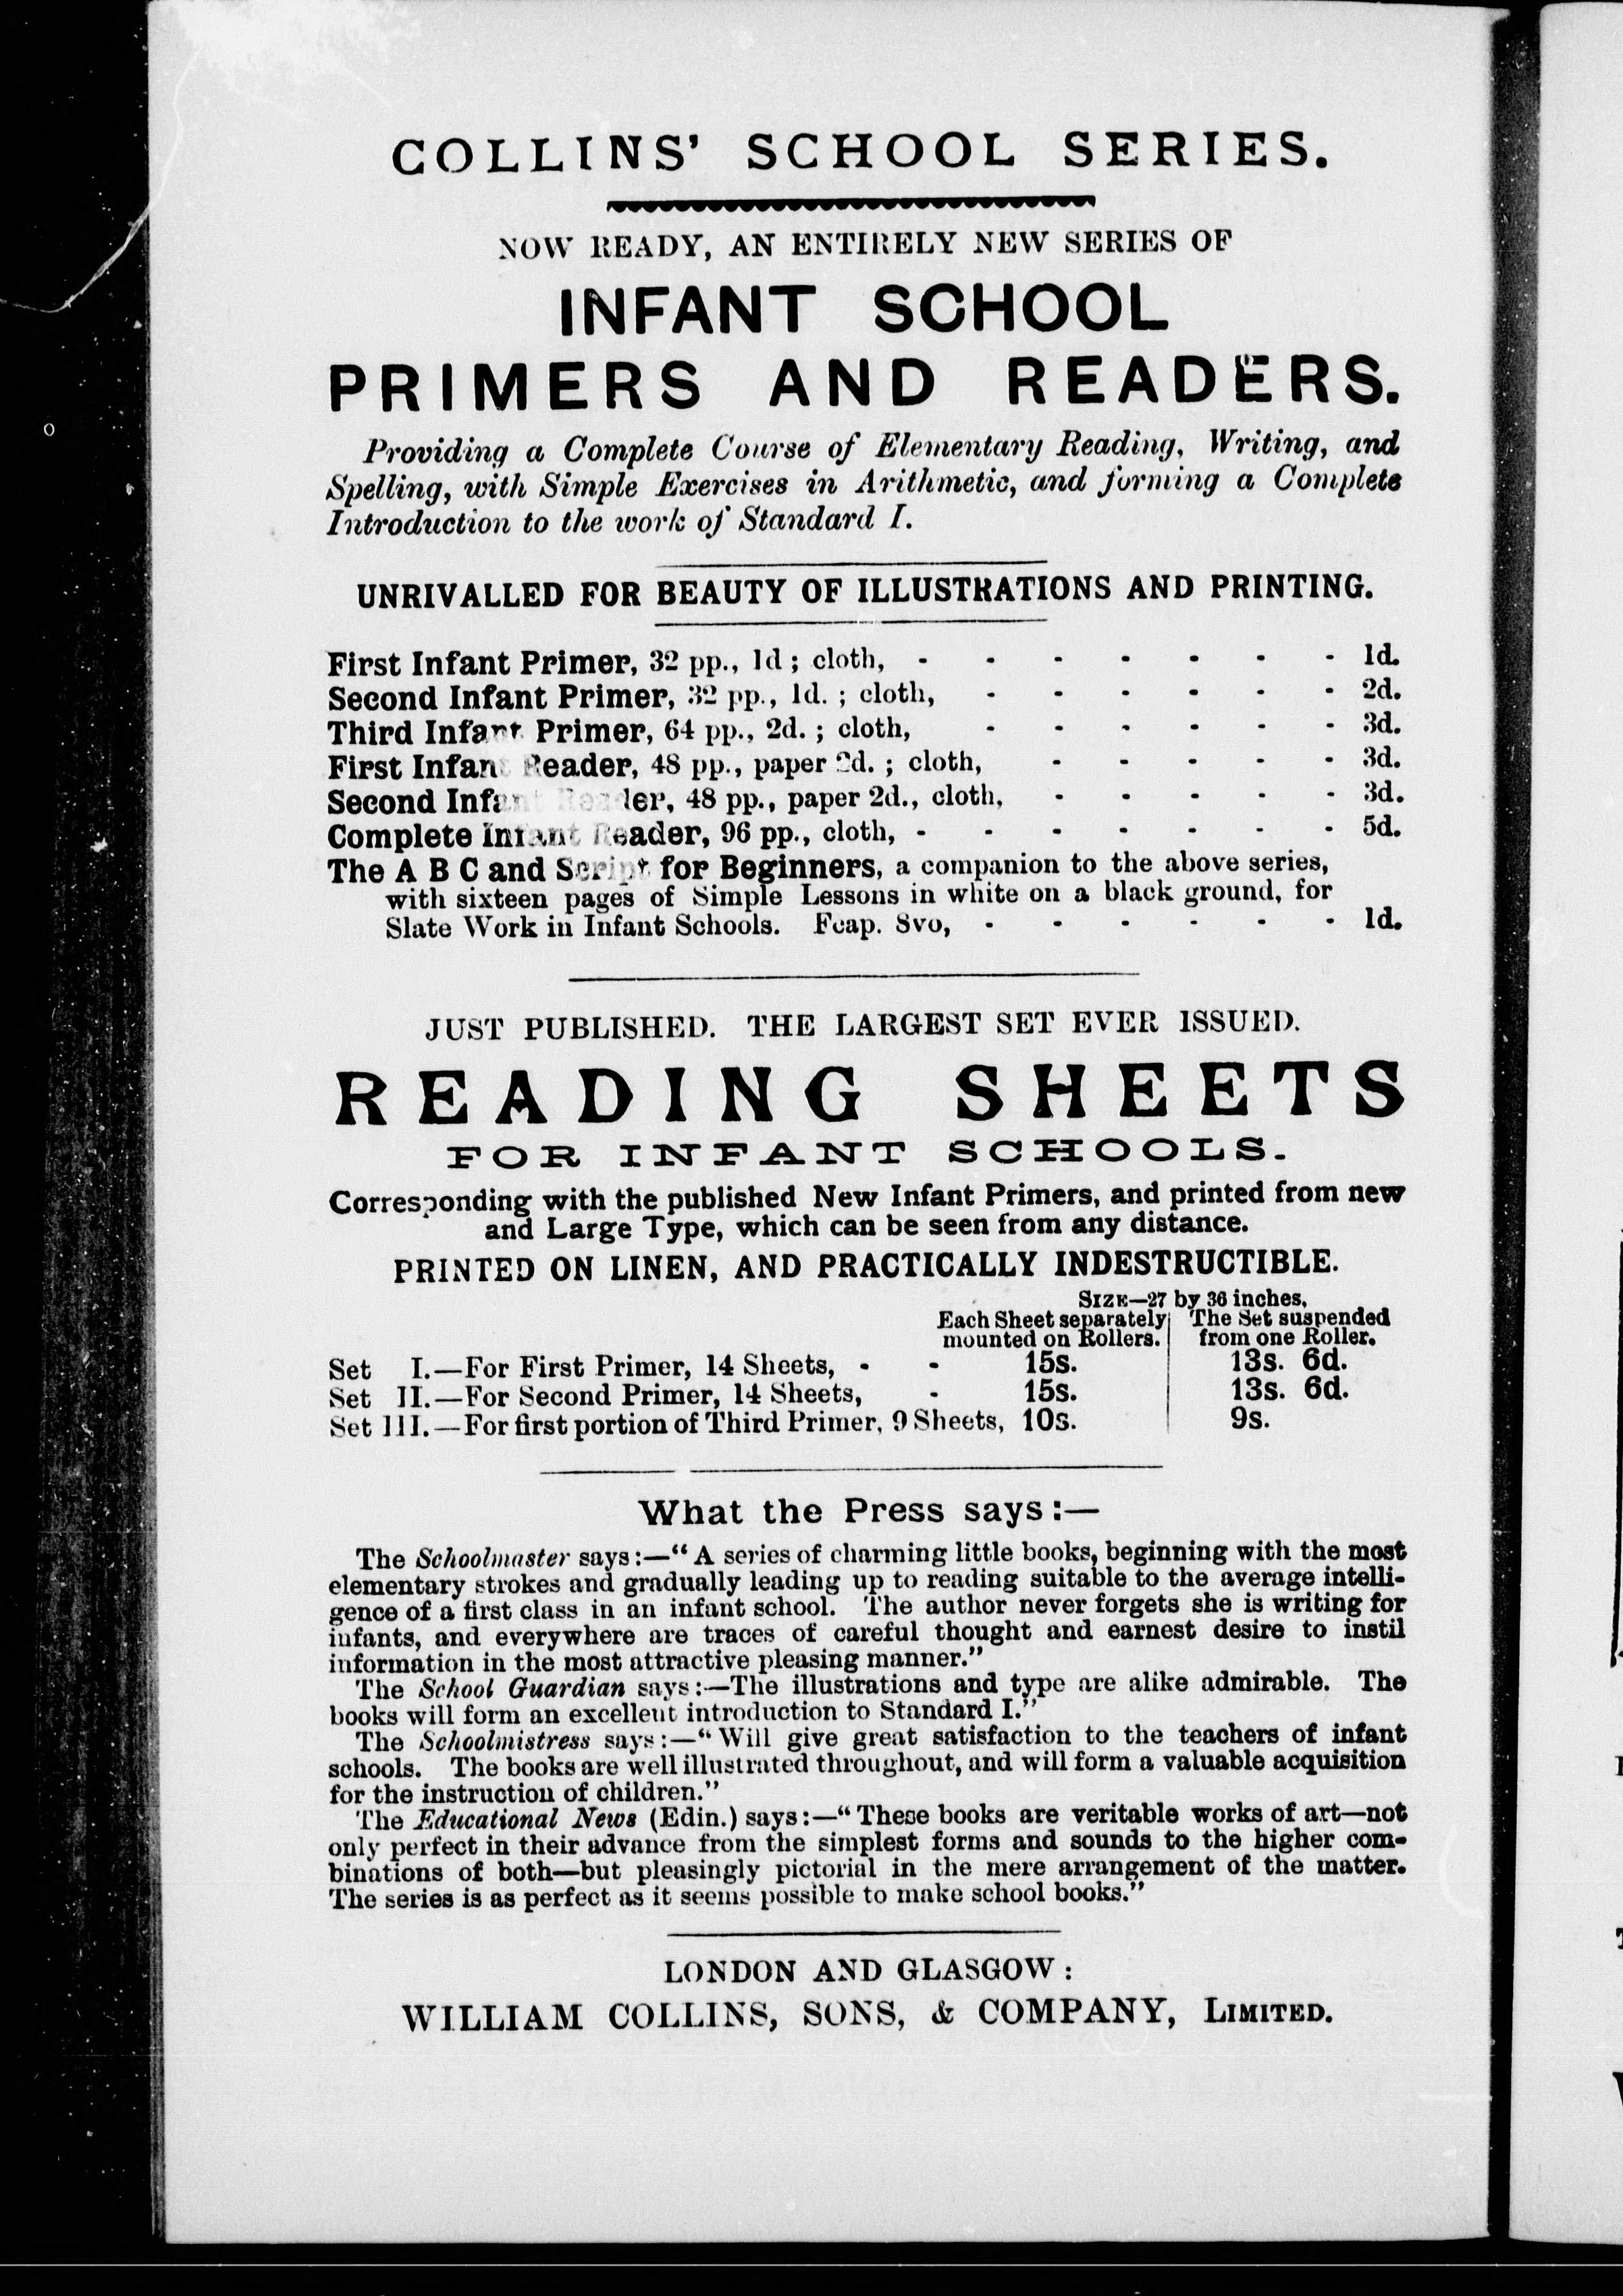 COLLINS' SCHOOL SERIES.
NOW READY, AN ENTIRELY NEW SERIES OF
INFANT SCHOOL
PRIMERS AND READERS.
Providing a Complete Course of Elementary Reading, Writing, and
Spelling, with Simple Exercises in Arithmetic, and forming a Complete
Introduction to the work of Standard I.
UNRIVALLED FOR BEAUTY OF ILLUSTRATIONS AND PRINTING.
First Infant Primer, 32 pp., 1d ; cloth, - - - - - - - 1d.
Second Infant Primer, 32 pp., 1d. ; cloth, - - - - - - 2d.
Third Infant Primer, 64 pp., 2d. ; cloth, - - - - - - 3d.
First Infant Reader, 48 pp., paper 2d. ; cloth, - - - - - 3d.
Second Infant Reader, 48 pp., paper 2d., cloth, - - - - - 3d.
Complete Infant Reader, 96 pp., cloth, - - - - - - - 5d.
The A B C and Script for Beginners, a companion to the above series,
with sixteen pages of Simple Lessons in white on a black ground, for
Slate Work in Infant Schools. Fcap. 8vo, - - - - - - 1d.
JUST PUBLISHED. THE LARGEST SET EVER ISSUED.
READING SHEETS
FOR INFANT SCHOOLS.
Corresponding with the published New Infant Primers, and printed from new
and Large Type, which can be seen from any distance.
PRINTED ON LINEN, AND PRACTICALLY INDESTRUCTIBLE.
SIZE—27 by 36 inches,
Each Sheet separately The Set suspended
mounted on Rollers. from one Roller.
Set I.—For First Primer, 14 Sheets, - - 15s. 13s. 6d.
Set II.—For Second Primer, 14 Sheets, - 15s. 13s. 6d.
Set III.—For first portion of Third Primer, 9 Sheets, 10s. 9s.
What the Press says:—
The Schoolmaster says:—"A series of charming little books, beginning with the most
elementary strokes and gradually leading up to reading suitable to the average intelli-
gence of a first class in an infant school. The author never forgets she is writing for
infants, and everywhere are traces of careful thought and earnest desire to instil
information in the most attractive pleasing manner."
The School Guardian says:—The illustrations and type are alike admirable. The
books will form an excellent introduction to Standard I."
The Schoolmistress says:—"Will give great satisfaction to the teachers of infant
schools. The books are well illustrated throughout, and will form a valuable acquisition
for the instruction of children."
The Educational News (Edin.) says:—"These books are veritable works of art—not
only perfect in their advance from the simplest forms and sounds to the higher com-
binations of both—but pleasingly pictorial in the mere arrangement of the matter.
The series is as perfect as it seems possible to make school books."
LONDON AND GLASGOW:
WILLIAM COLLINS, SONS, & COMPANY, LIMITED.